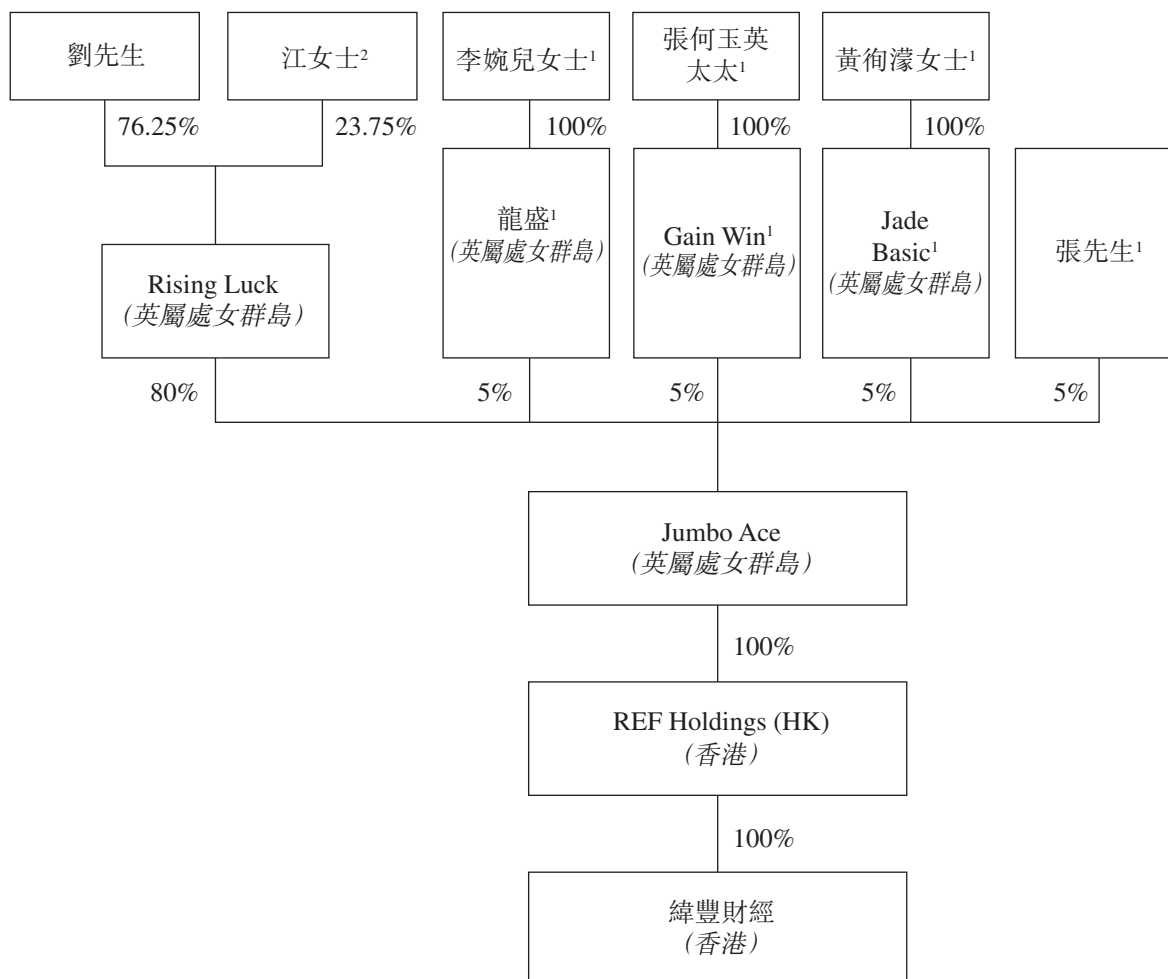 劉先生
江女士²
李婉兒女士¹
張何玉英
太太¹
黃徇濛女士¹
76.25%
23.75%
100%
100%
100%
龍盛¹
(英屬處女群島)
Gain Win¹
(英屬處女群島)
Jade
Basic¹
(英屬處女群島)
張先生¹
Rising Luck
(英屬處女群島)
80%
5%
5%
5%
5%
Jumbo Ace
(英屬處女群島)
100%
REF Holdings (HK)
(香港)
100%
緯豐財經
(香港)